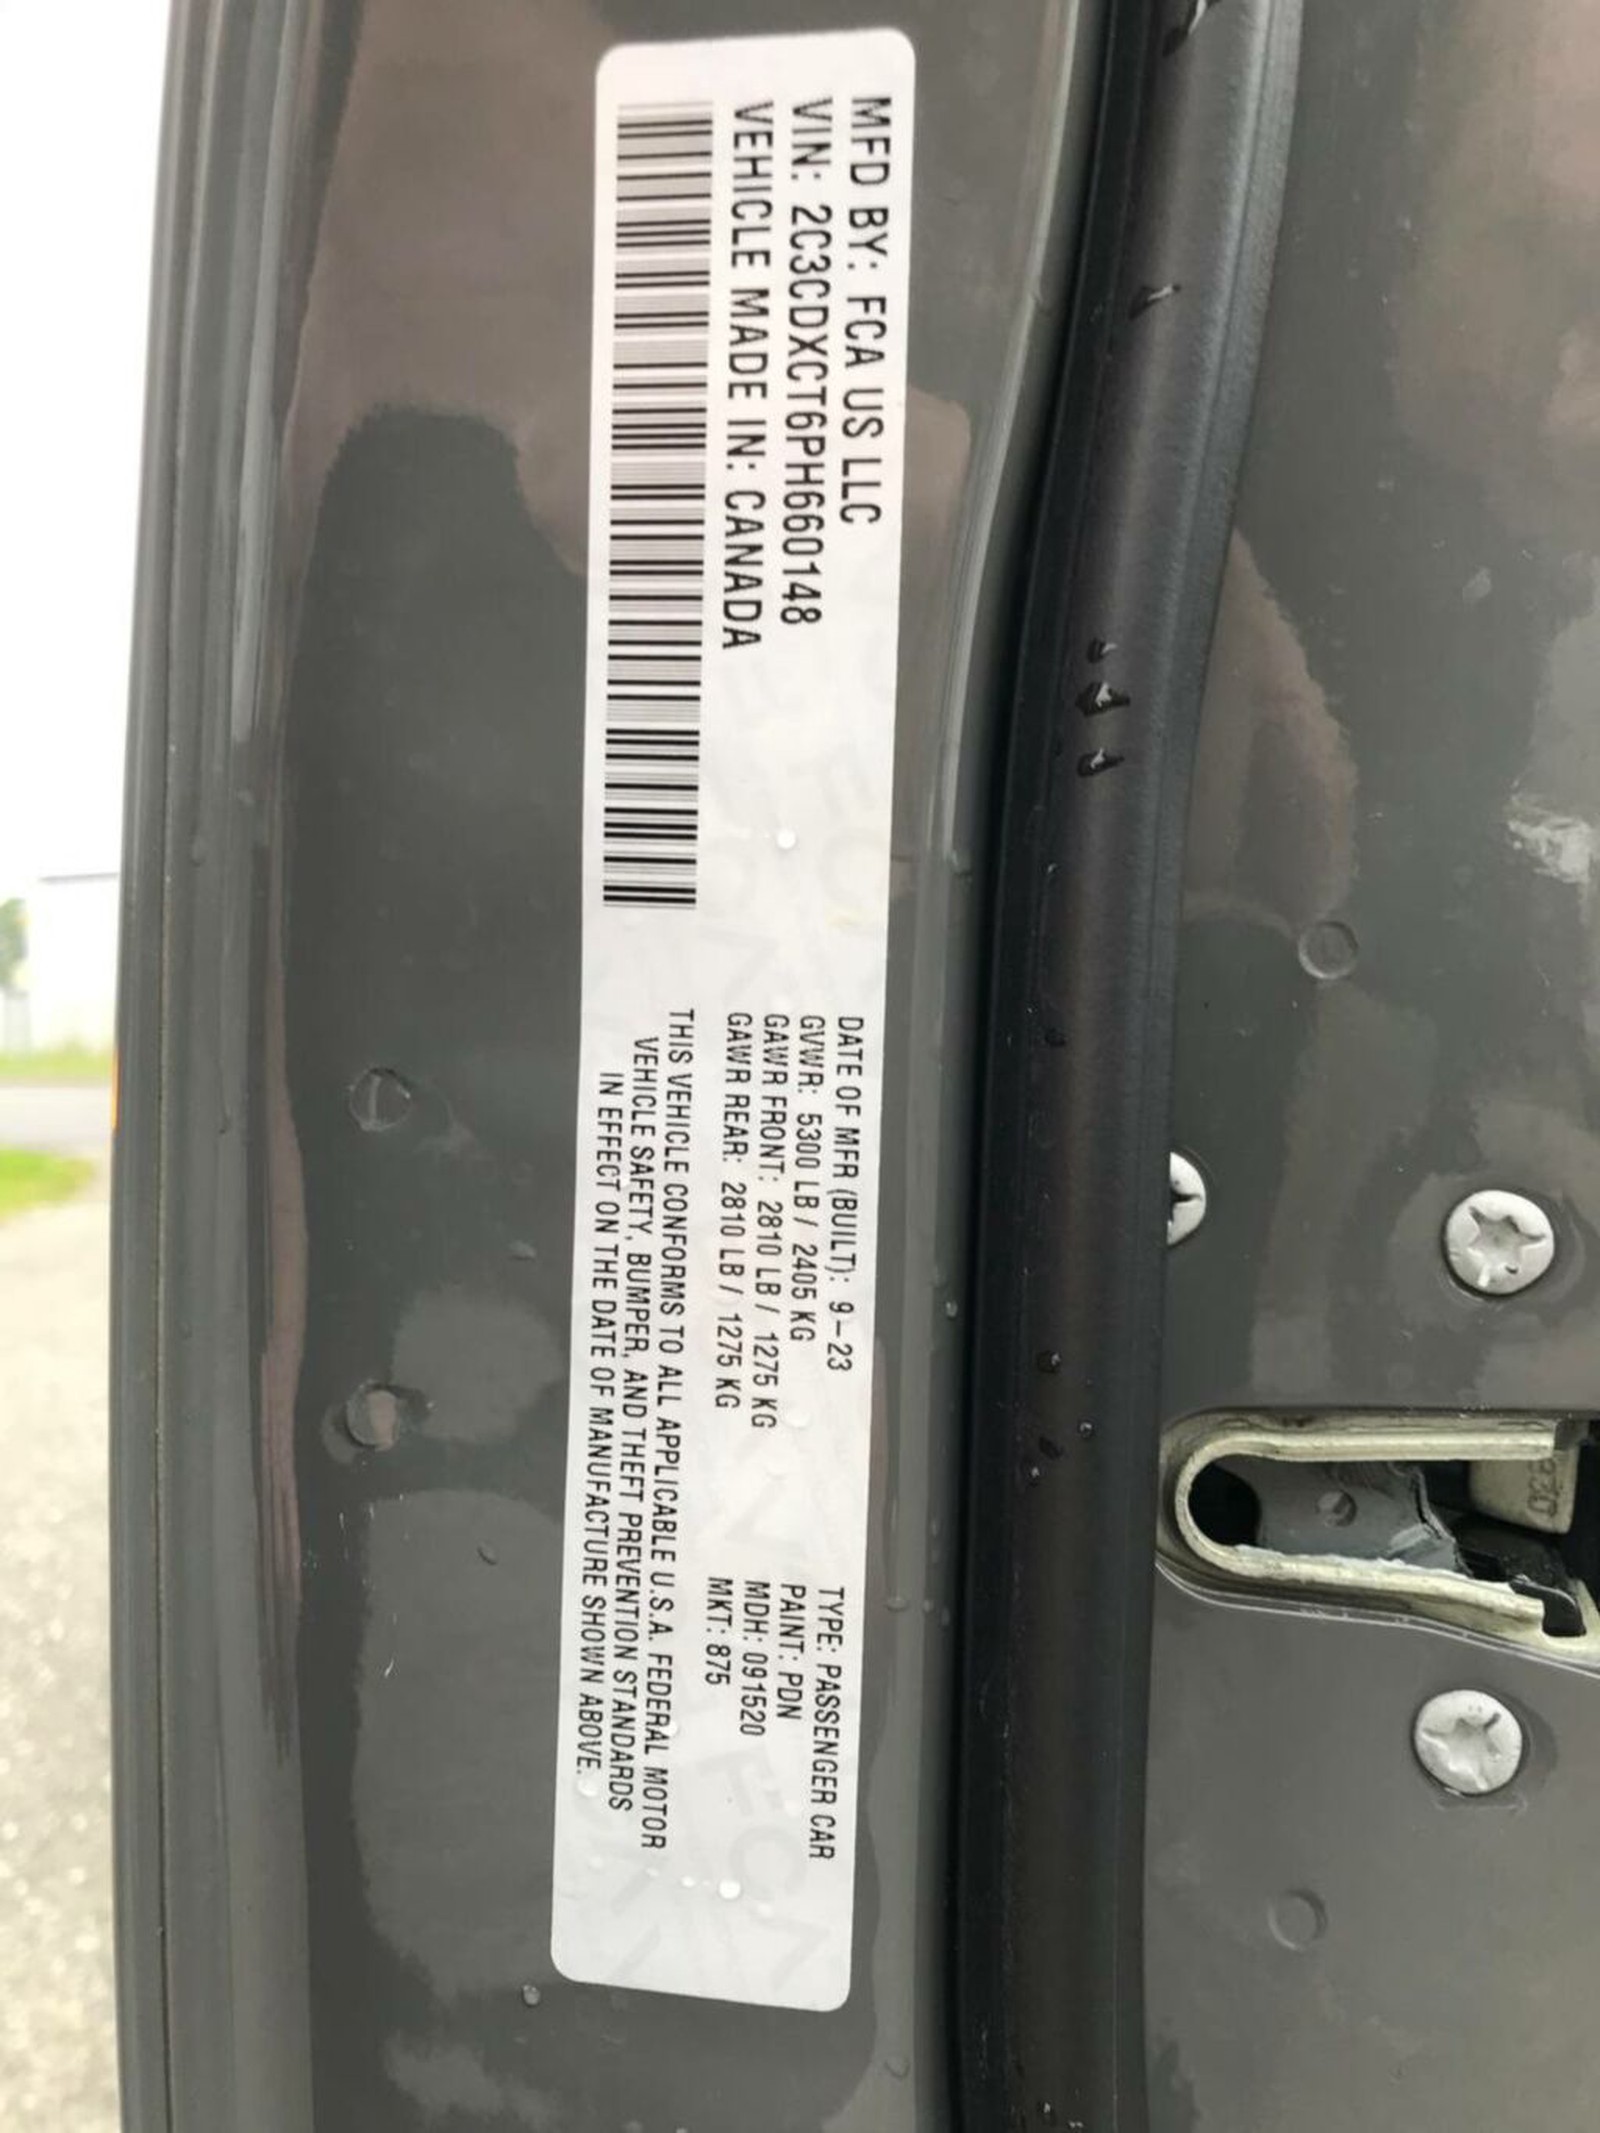 MFD BY: FCA US LLC
VIN: 2C3CDXCT6PH660148
VEHICLE MADE IN: CANADA
DATE OF MFR (BUILT): 9-23
GVWR: 5300 LB / 2405 KG
GAWR FRONT: 2810 LB / 1275 KG
GAWR REAR: 2810 LB / 1275 KG
TYPE: PASSENGER CAR
PAINT: PDN
MDH: 091520
MKT: 875
THIS VEHICLE CONFORMS TO ALL APPLICABLE U.S.A. FEDERAL MOTOR
VEHICLE SAFETY, BUMPER, AND THEFT PREVENTION STANDARDS
IN EFFECT ON THE DATE OF MANUFACTURE SHOWN ABOVE.